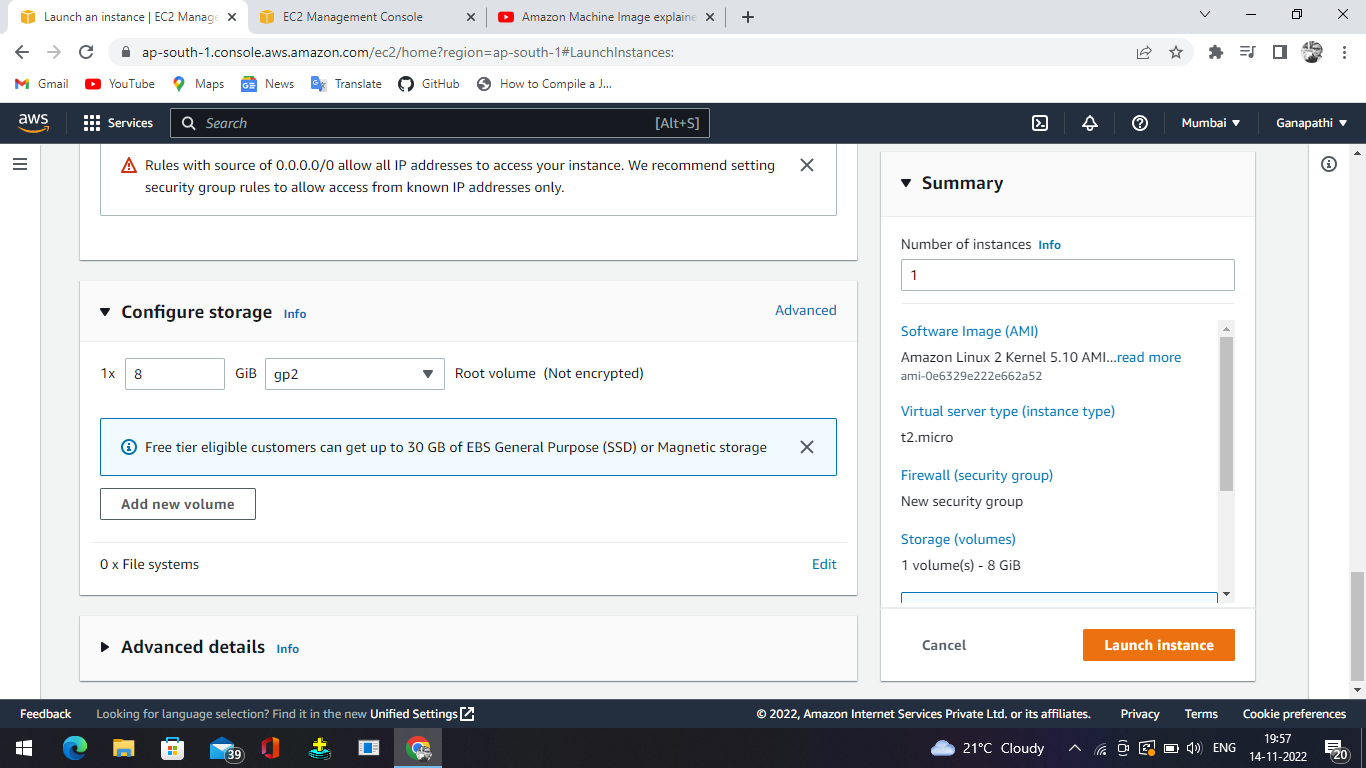 Launch an instance | EC2 Manage
EC2 Management Console
Amazon Machine Image explaine
ap-south-1.console.aws.amazon.com/ec2/home?region=ap-south-1#LaunchInstances:
Gmail
YouTube
Maps
News
Translate
GitHub
How to Compile a J...
aws
Services
Search
[Alt+S]
Mumbai
Ganapathi
Rules with source of 0.0.0.0/0 allow all IP addresses to access your instance. We recommend setting
security group rules to allow access from known IP addresses only.
Configure storage Info
Advanced
1x
8
GiB
gp2
Root volume (Not encrypted)
Free tier eligible customers can get up to 30 GB of EBS General Purpose (SSD) or Magnetic storage
Add new volume
0 x File systems
Edit
Advanced details Info
Summary
Number of instances Info
1
Software Image (AMI)
Amazon Linux 2 Kernel 5.10 AMI...read more
ami-0e6329e222e662a52
Virtual server type (instance type)
t2.micro
Firewall (security group)
New security group
Storage (volumes)
1 volume(s) - 8 GiB
Cancel
Launch instance
Feedback
Looking for language selection? Find it in the new Unified Settings
© 2022, Amazon Internet Services Private Ltd. or its affiliates.
Privacy
Terms
Cookie preferences
39
21°C Cloudy
ENG
19:57
14-11-2022
20